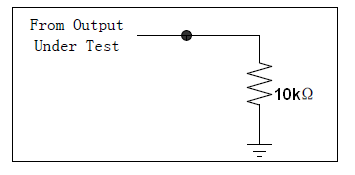 From Output
Under Test
10kΩ